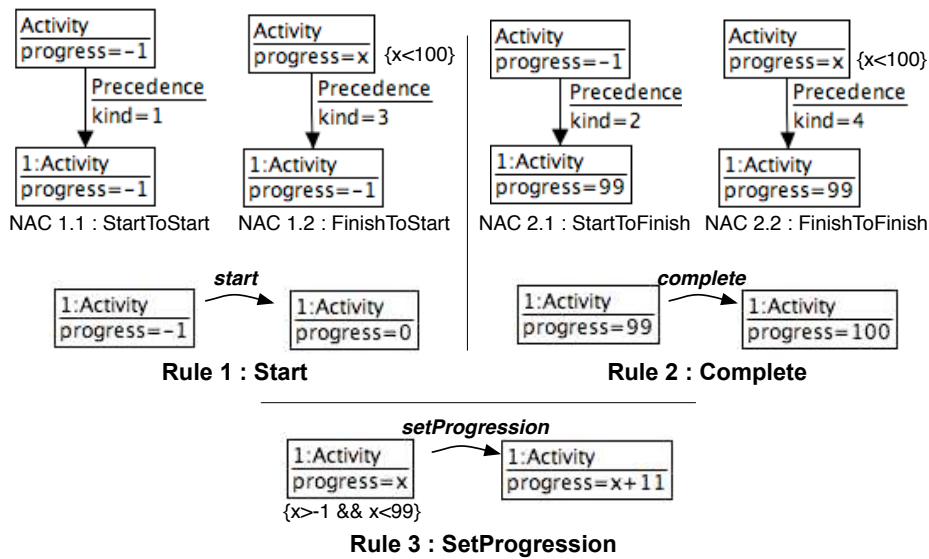 1:Activity
progress=-1
Precedence
kind=1
1:Activity
progress=-1
NAC 1.1 : StartToStart
Activity
progress=x {x<100}
Precedence
kind=3
1:Activity
progress=-1
NAC 1.2 : FinishToStart
start
1:Activity
progress=-1
1:Activity
progress=0
Rule 1 : Start
Activity
progress=-1
Precedence
kind=2
1:Activity
progress=99
NAC 2.1 : StartToFinish
Activity
progress=x {x<100}
Precedence
kind=4
1:Activity
progress=99
NAC 2.2 : FinishToFinish
complete
1:Activity
progress=99
1:Activity
progress=100
Rule 2 : Complete
setProgression
1:Activity
progress=x
{x>-1 && x<99}
1:Activity
progress=x+11
Rule 3 : SetProgression